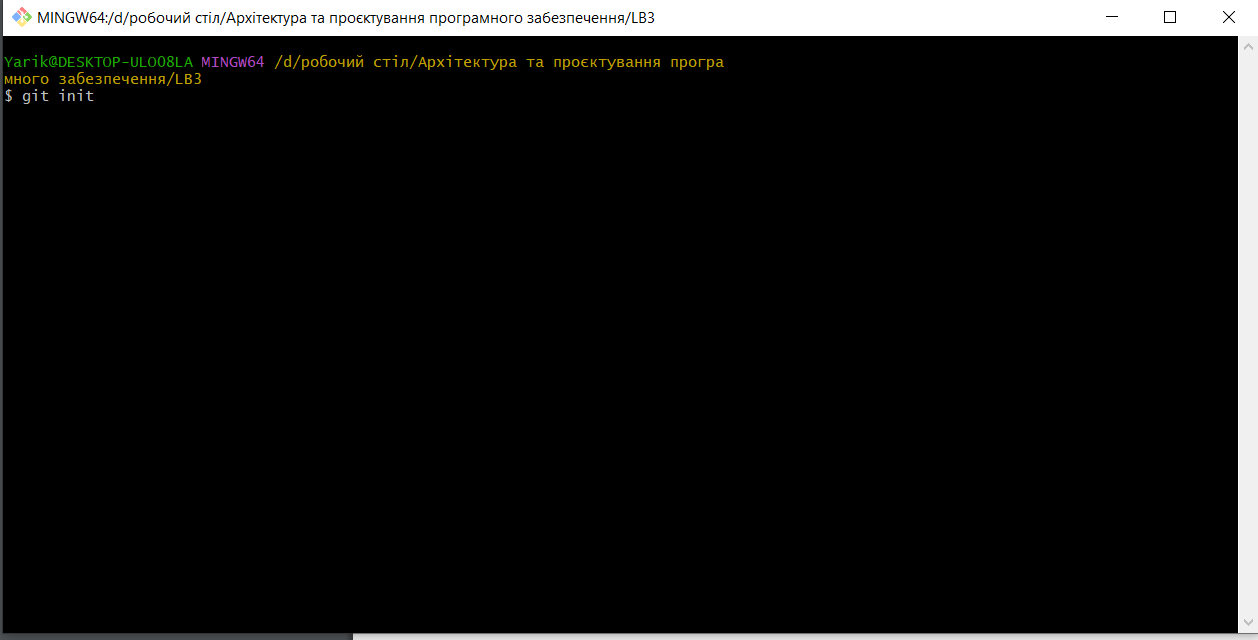 MINGW64:/d/робочий стіл/Архітектура та проєктування програмного забезпечення/LB3
Yarik@DESKTOP-ULOO8LA MINGW64 /d/робочий стіл/Архітектура та проєктування програ
много забезпечення/LB3
$ git init